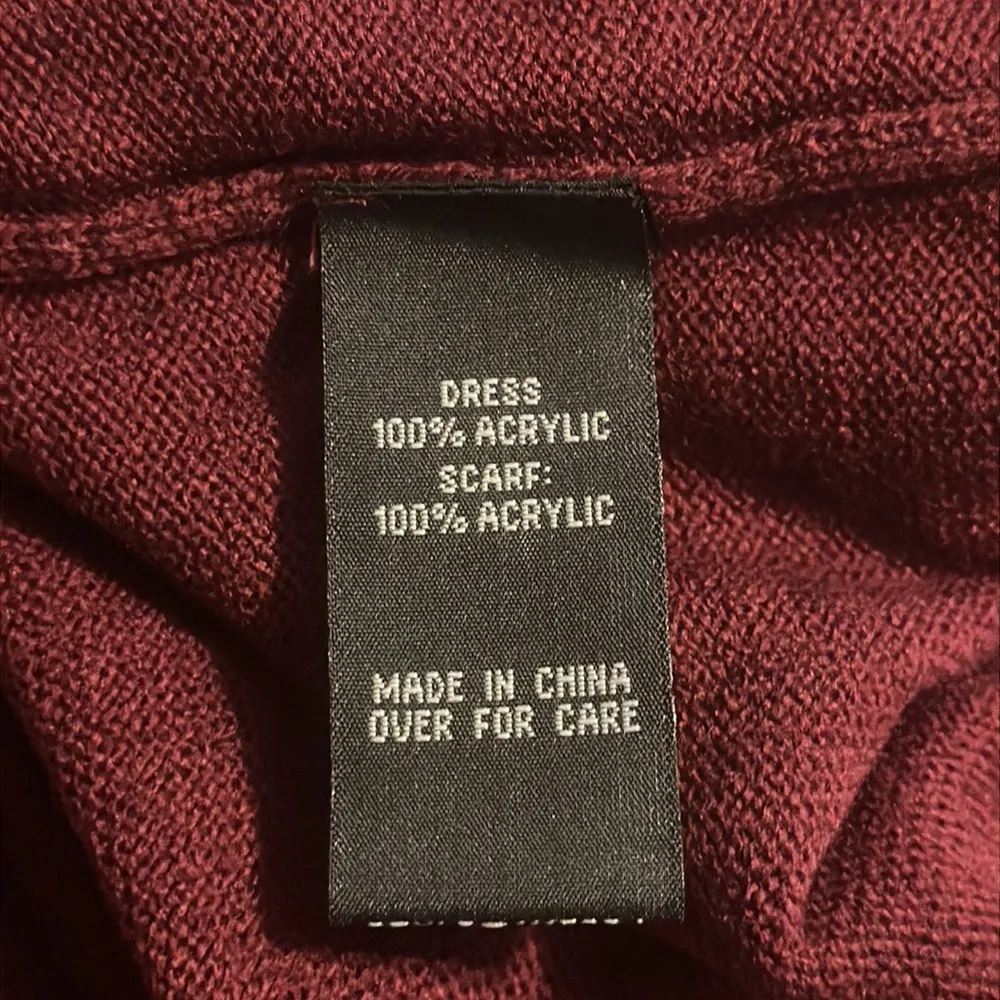 DRESS
100% ACRYLIC
SCARF:
100% ACRYLIC
MADE IN CHINA
OVER FOR CARE